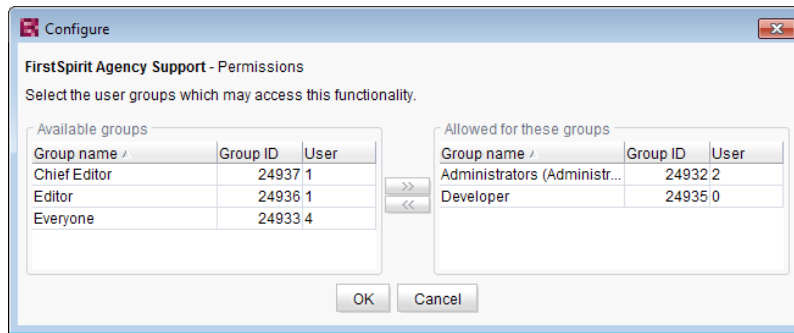 Configure
FirstSpirit Agency Support - Permissions
Select the user groups which may access this functionality.
Available groups
Group name Group ID User
Chief Editor 24937 1
Editor 24936 1
Everyone 24933 4
>>
<<
Allowed for these groups
Group name Group ID User
Administrators (Administr... 24932 2
Developer 24935 0
OK Cancel